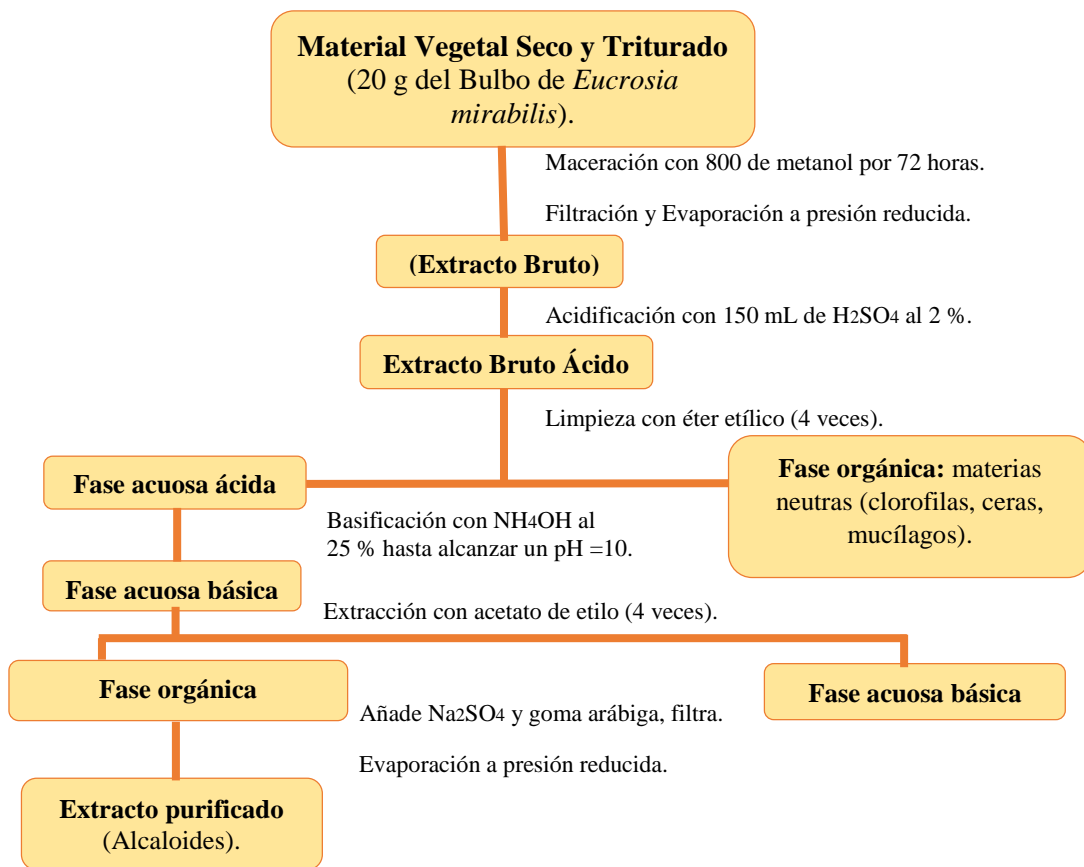 Material Vegetal Seco y Triturado
(20 g del Bulbo de Eucrosia
mirabilis).
Maceración con 800 de metanol por 72 horas.
Filtración y Evaporación a presión reducida.
(Extracto Bruto)
Acidificación con 150 mL de H2SO4 al 2 %.
Extracto Bruto Ácido
Limpieza con éter etílico (4 veces).
Fase acuosa ácida
Fase orgánica: materias
neutras (clorofilas, ceras,
mucílagos).
Basificación con NH4OH al
25 % hasta alcanzar un pH =10.
Fase acuosa básica
Extracción con acetato de etilo (4 veces).
Fase orgánica
Fase acuosa básica
Añade Na2SO4 y goma arábiga, filtra.
Evaporación a presión reducida.
Extracto purificado
(Alcaloides).